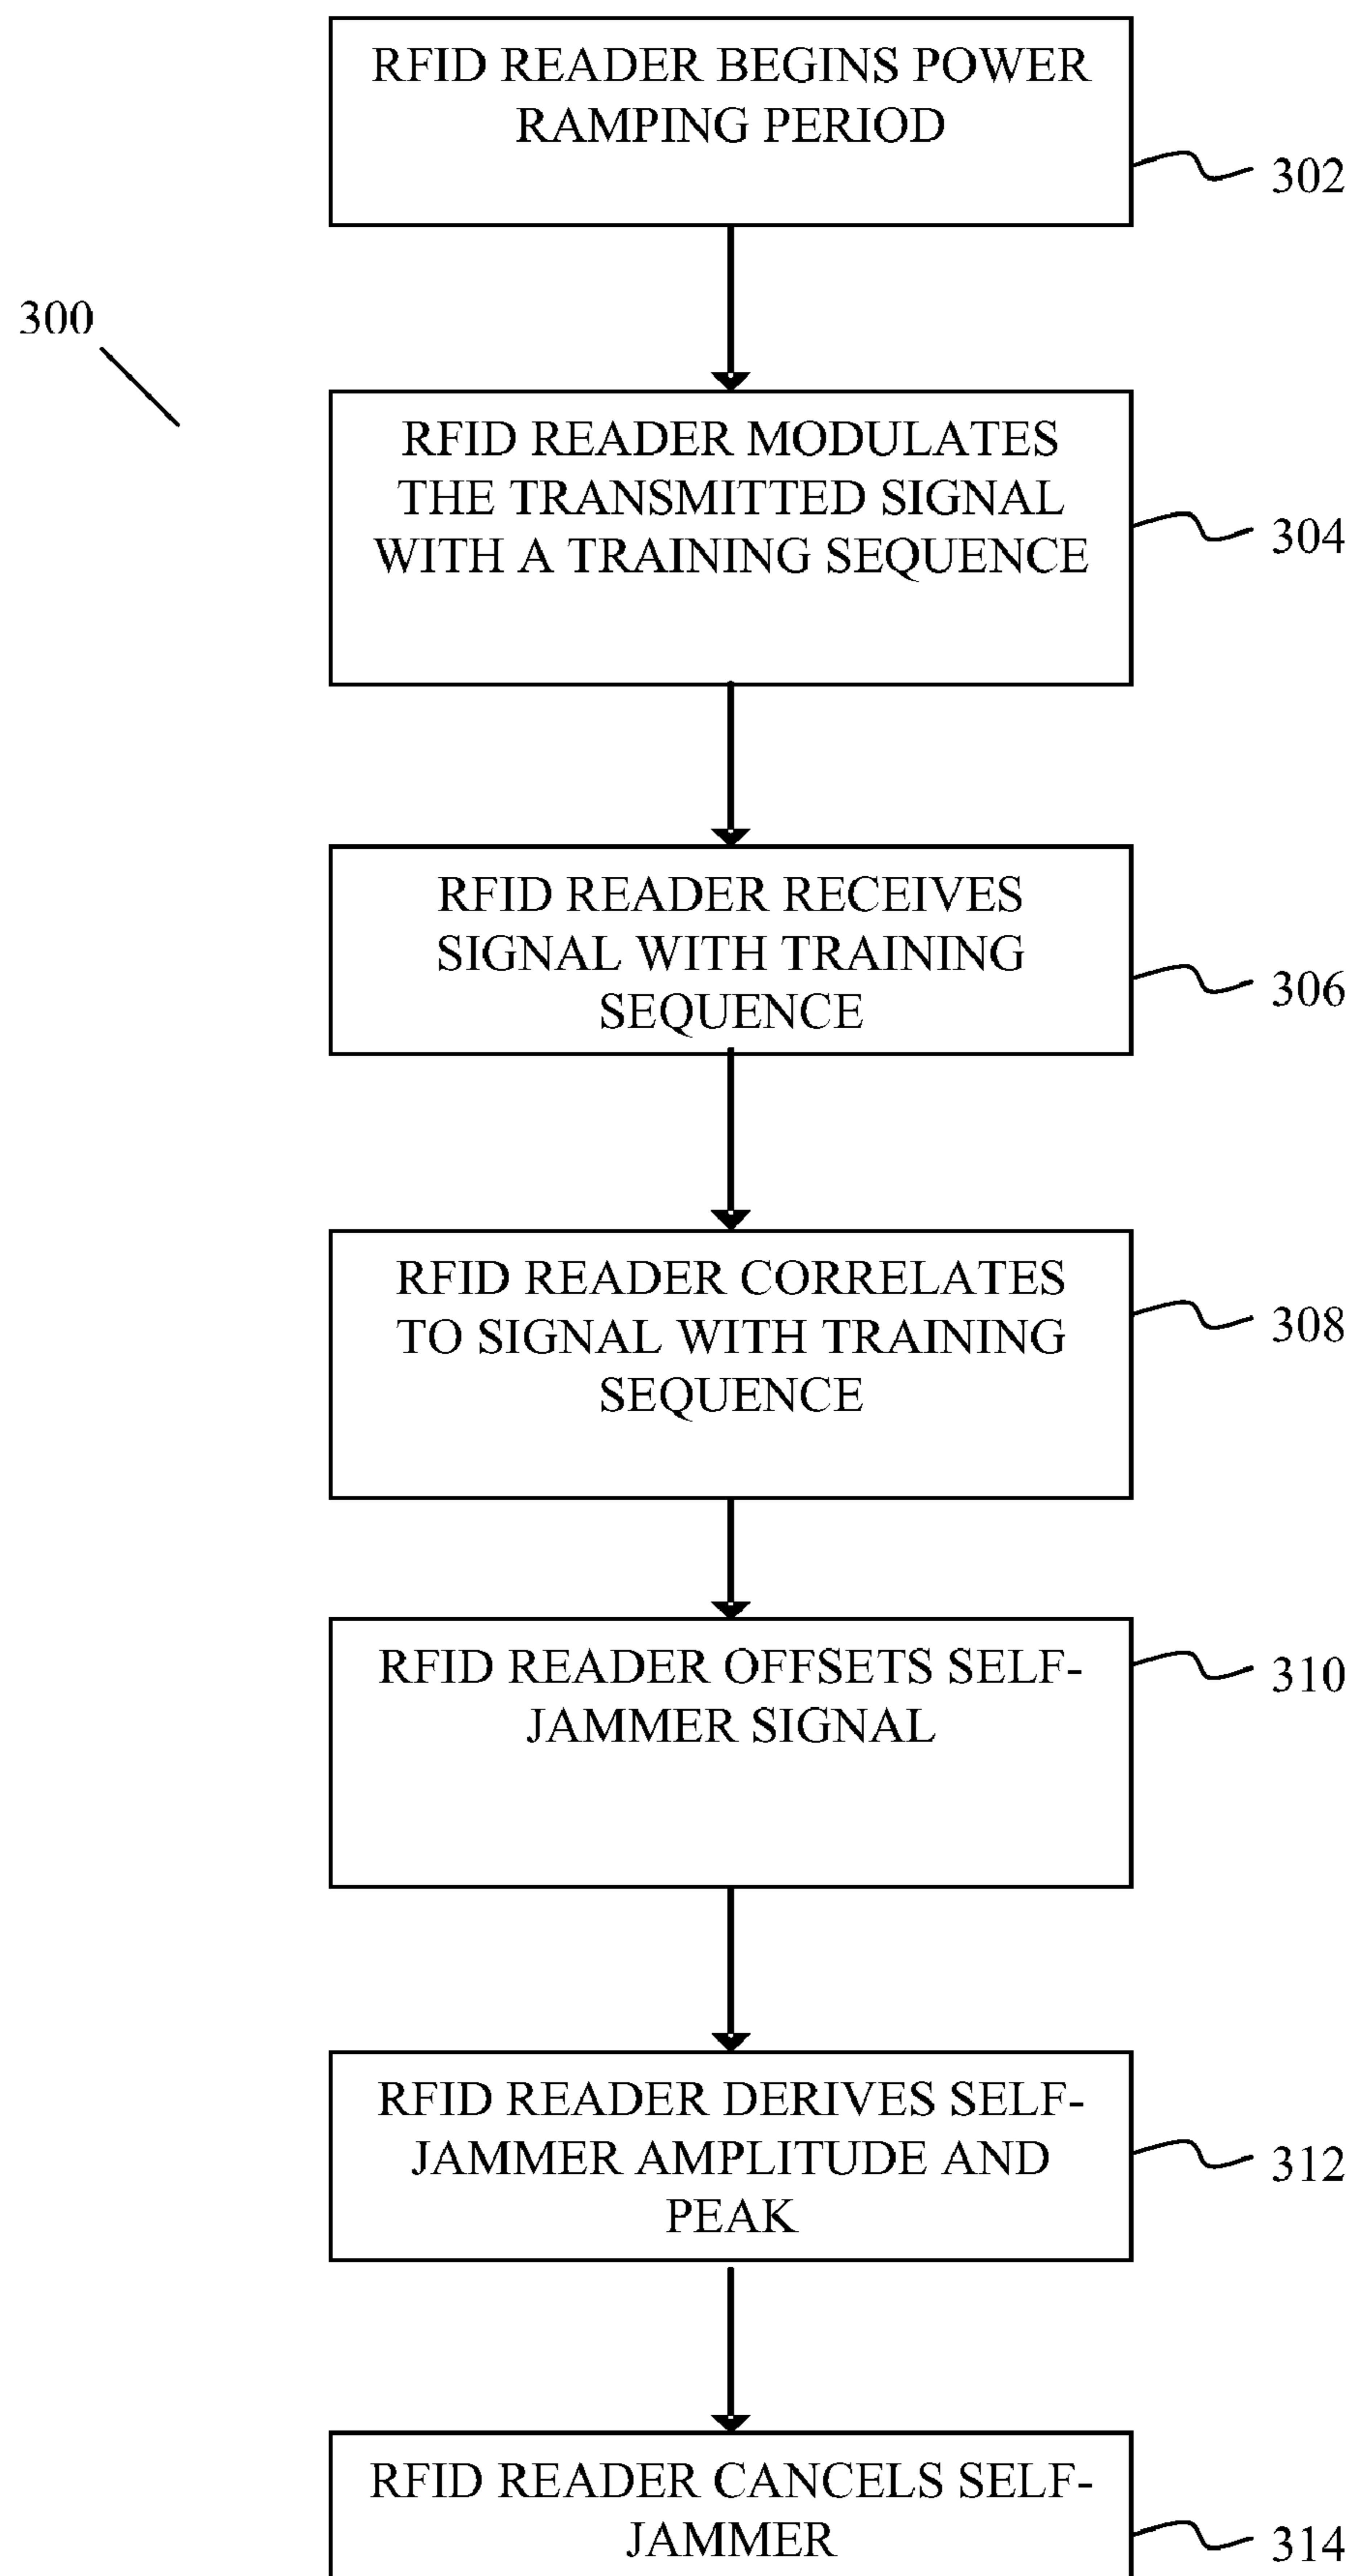 RFID READER BEGINS POWER
RAMPING PERIOD
302
300
RFID READER MODULATES
THE TRANSMITTED SIGNAL
WITH A TRAINING SEQUENCE
304
RFID READER RECEIVES
SIGNAL WITH TRAINING
SEQUENCE
306
RFID READER CORRELATES
TO SIGNAL WITH TRAINING
SEQUENCE
308
RFID READER OFFSETS SELF-
JAMMER SIGNAL
310
RFID READER DERIVES SELF-
JAMMER AMPLITUDE AND
PEAK
312
RFID READER CANCELS SELF-
JAMMER
314